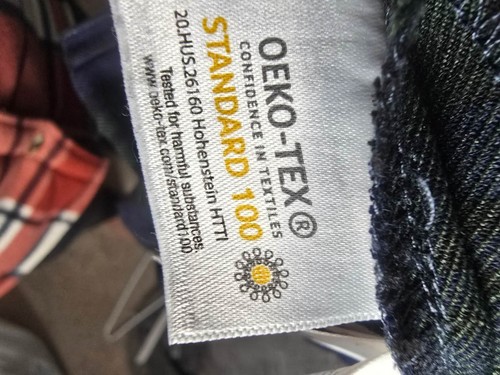 OEKO-TEX®
CONFIDENCE IN TEXTILES
STANDARD 100
20.HUS.26160 Hohenstein HTTI
Tested for harmful substances
www.oeko-tex.com/standard100